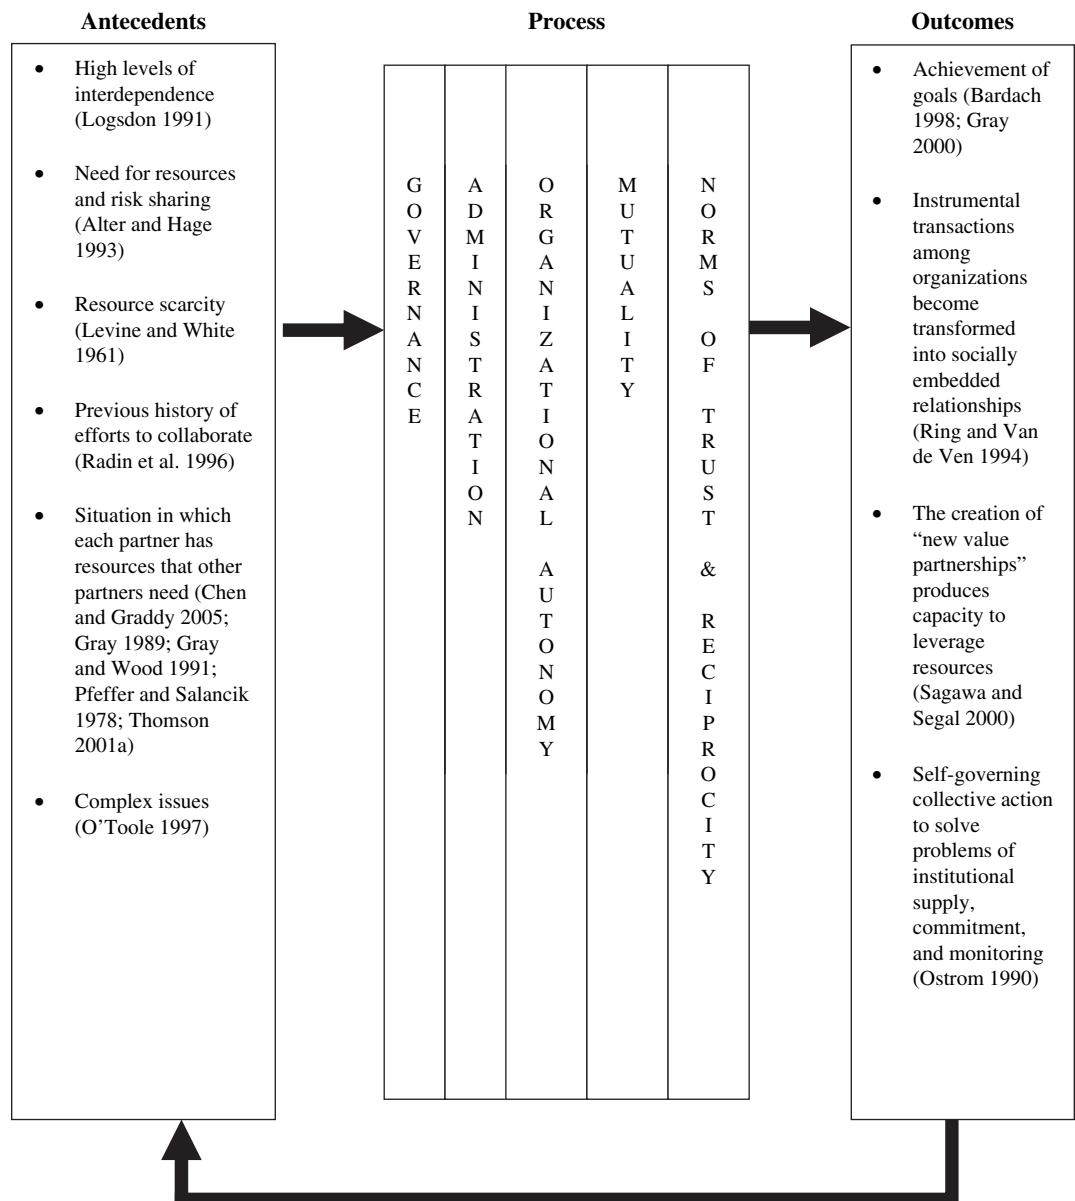 Antecedents
Process
Outcomes
• High levels of
interdependence
(Logsdon 1991)
• Need for resources
and risk sharing
(Alter and Hage
1993)
• Resource scarcity
(Levine and White
1961)
• Previous history of
efforts to collaborate
(Radin et al. 1996)
• Situation in which
each partner has
resources that other
partners need (Chen
and Graddy 2005;
Gray 1989; Gray
and Wood 1991;
Pfeffer and Salancik
1978; Thomson
2001a)
• Complex issues
(O’Toole 1997)
GOVERNANCE
ADMINISTRATION
ORGANIZATIONAL AUTONOMY
MUTUALITY
NORMS OF TRUST & RECIPROCITY
• Achievement of
goals (Bardach
1998; Gray
2000)
• Instrumental
transactions
among
organizations
become
transformed
into socially
embedded
relationships
(Ring and Van
de Ven 1994)
• The creation of
“new value
partnerships”
produces
capacity to
leverage
resources
(Sagawa and
Segal 2000)
• Self-governing
collective action
to solve
problems of
institutional
supply,
commitment,
and monitoring
(Ostrom 1990)